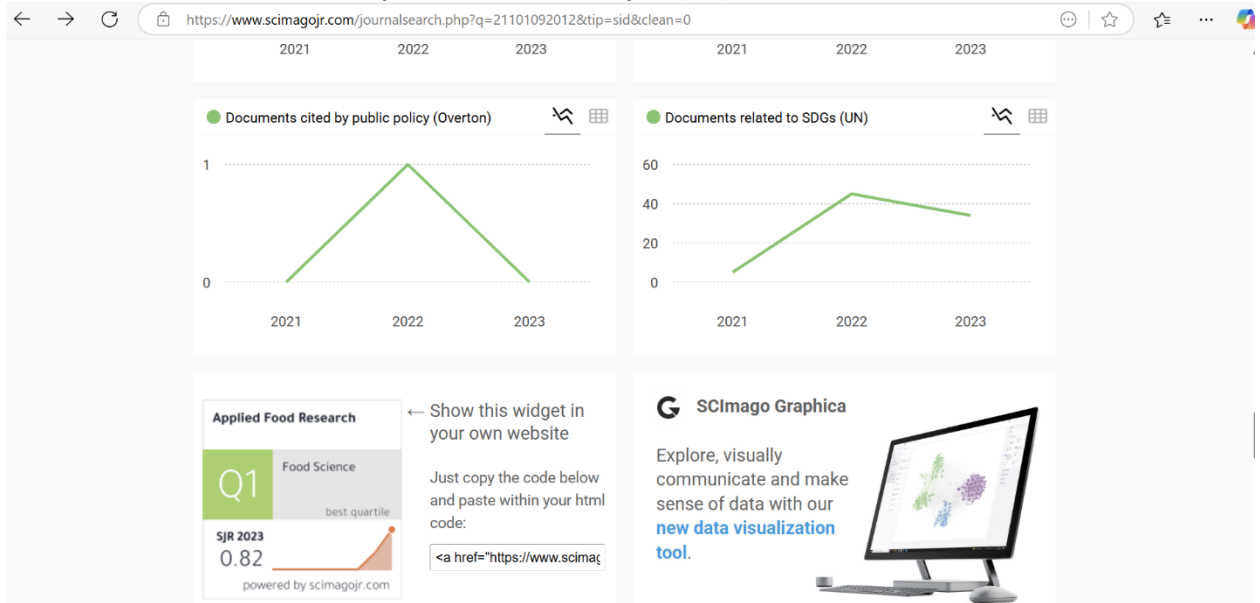 https://www.scimagojr.com/journalsearch.php?q=21101092012&tip=sid&clean=0
2021 2022 2023
2021 2022 2023
Documents cited by public policy (Overton)
1
0
2021 2022 2023
Documents related to SDGs (UN)
60
40
20
0
2021 2022 2023
Applied Food Research
Q1
Food Science
best quartile
SJR 2023
0.82
powered by scimagojr.com
← Show this widget in
your own website
Just copy the code below
and paste within your html
code:
<a href="https://www.scimag
SCImago Graphica
Explore, visually
communicate and make
sense of data with our
new data visualization
tool.